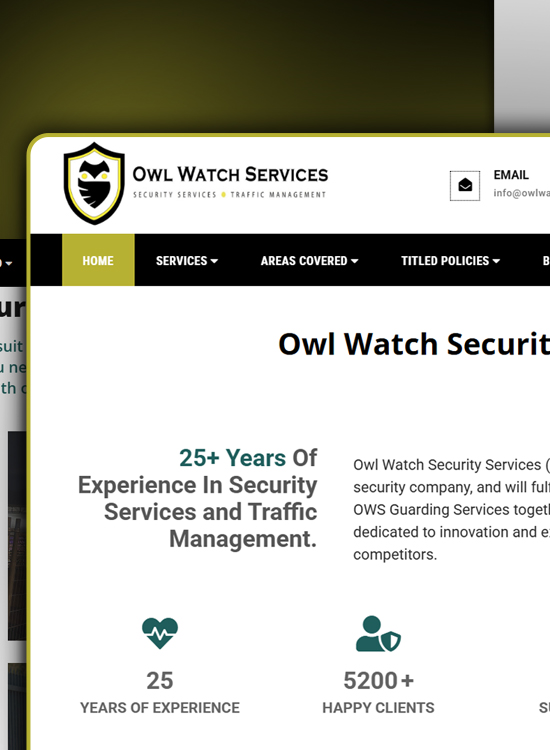 OWL WATCH SERVICES
SECURITY SERVICES TRAFFIC MANAGEMENT
EMAIL
info@owlwa
HOME
SERVICES
AREAS COVERED
TITLED POLICIES
B
Owl Watch Securit
25+ Years Of
Experience In Security
Services and Traffic
Management.
Owl Watch Security Services (
security company, and will fulf
OWS Guarding Services togeth
dedicated to innovation and e
competitors.
25
YEARS OF EXPERIENCE
5200+
HAPPY CLIENTS
ur
suit
u ne
th c